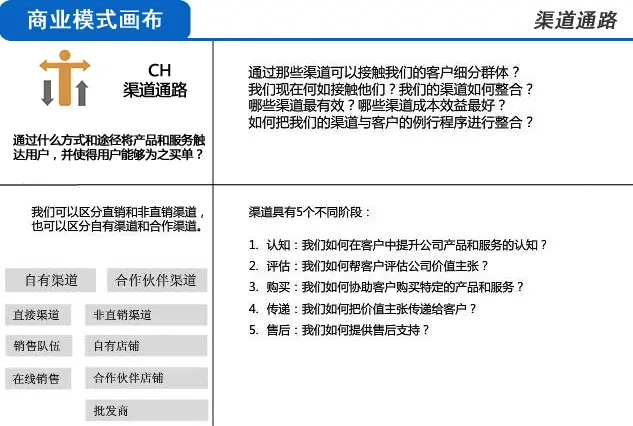 商业模式画布
渠道通路
CH
渠道通路
通过什么方式和途径将产品和服务触
达用户，并使得用户能够为之买单？
通过那些渠道可以接触我们的客户细分群体？
我们现在何如接触他们？我们的渠道如何整合？
哪些渠道最有效？哪些渠道成本效益最好？
如何把我们的渠道与客户的例行程序进行整合？
我们可以区分直销和非直销渠道，
也可以区分自有渠道和合作渠道。
自有渠道
合作伙伴渠道
直接渠道
非直销渠道
销售队伍
自有店铺
在线销售
合作伙伴店铺
批发商
渠道具有5个不同阶段：
1. 认知：我们如何在客户中提升公司产品和服务的认知？
2. 评估：我们如何帮客户评估公司价值主张？
3. 购买：我们如何协助客户购买特定的产品和服务？
4. 传递：我们如何把价值主张传递给客户？
5. 售后：我们如何提供售后支持？